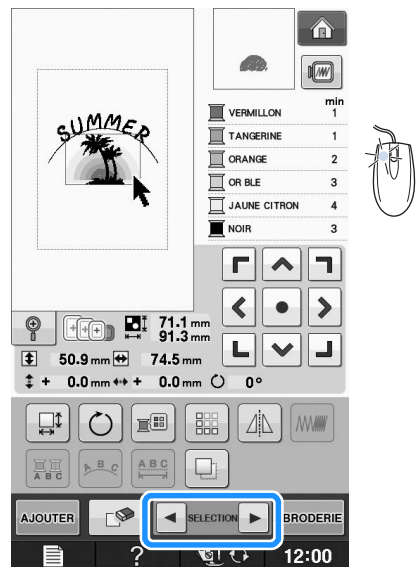 SUMMER
min
VERMILLON 1
TANGERINE 1
ORANGE 2
OR BLE 3
JAUNE CITRON 4
NOIR 3
71.1 mm
91.3 mm
50.9 mm 74.5 mm
+ 0.0 mm + 0.0 mm 0°
A B C
A B C
A B C
AJOUTER
SELECTION
BRODERIE
?
12:00